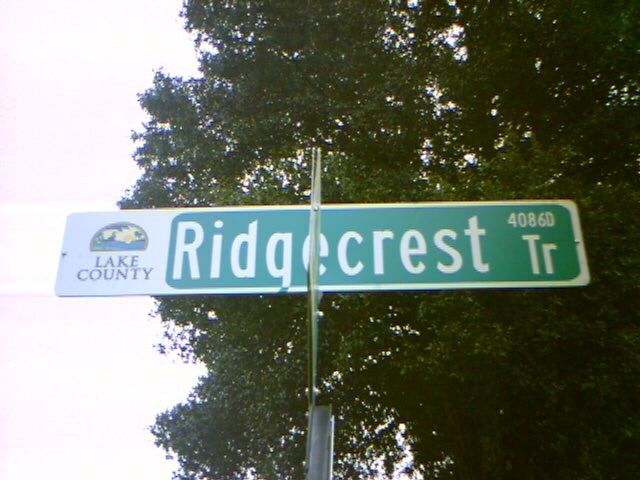 LAKE
COUNTY
Ridgecrest
4086D
Tr